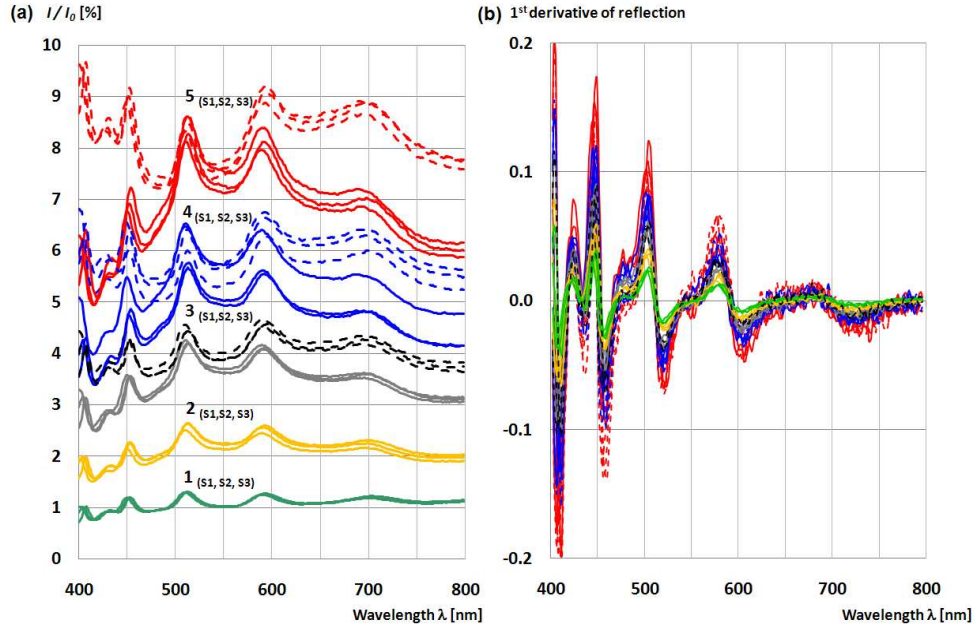 (a) I / I0 [%]
10
9
8
7
6
5
4
3
2
1
0
5 (S1,S2, S3)
4 (S1,S2, S3)
3 (S1,S2, S3)
2 (S1,S2, S3)
1 (S1,S2, S3)
400 500 600 700 800
Wavelength λ [nm]
(b) 1st derivative of reflection
0.2
0.1
0.0
-0.1
-0.2
400 500 600 700 800
Wavelength λ [nm]